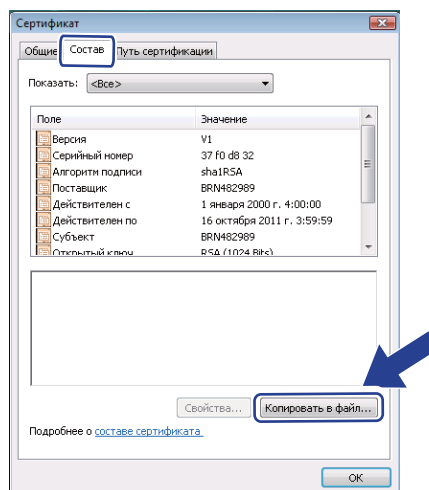 Сертификат
Общие Состав Путь сертификации
Показать: <Все>
Поле Значение
Версия V1
Серийный номер 37 f0 d8 32
Алгоритм подписи sha1RSA
Поставщик BRN482989
Действителен с 1 января 2000 г. 4:00:00
Действителен по 16 октября 2011 г. 3:59:59
Субъект BRN482989
Открытый ключ RSA (1024 Bits)
Свойства... Копировать в файл...
Подробнее о составе сертификата.
ОК